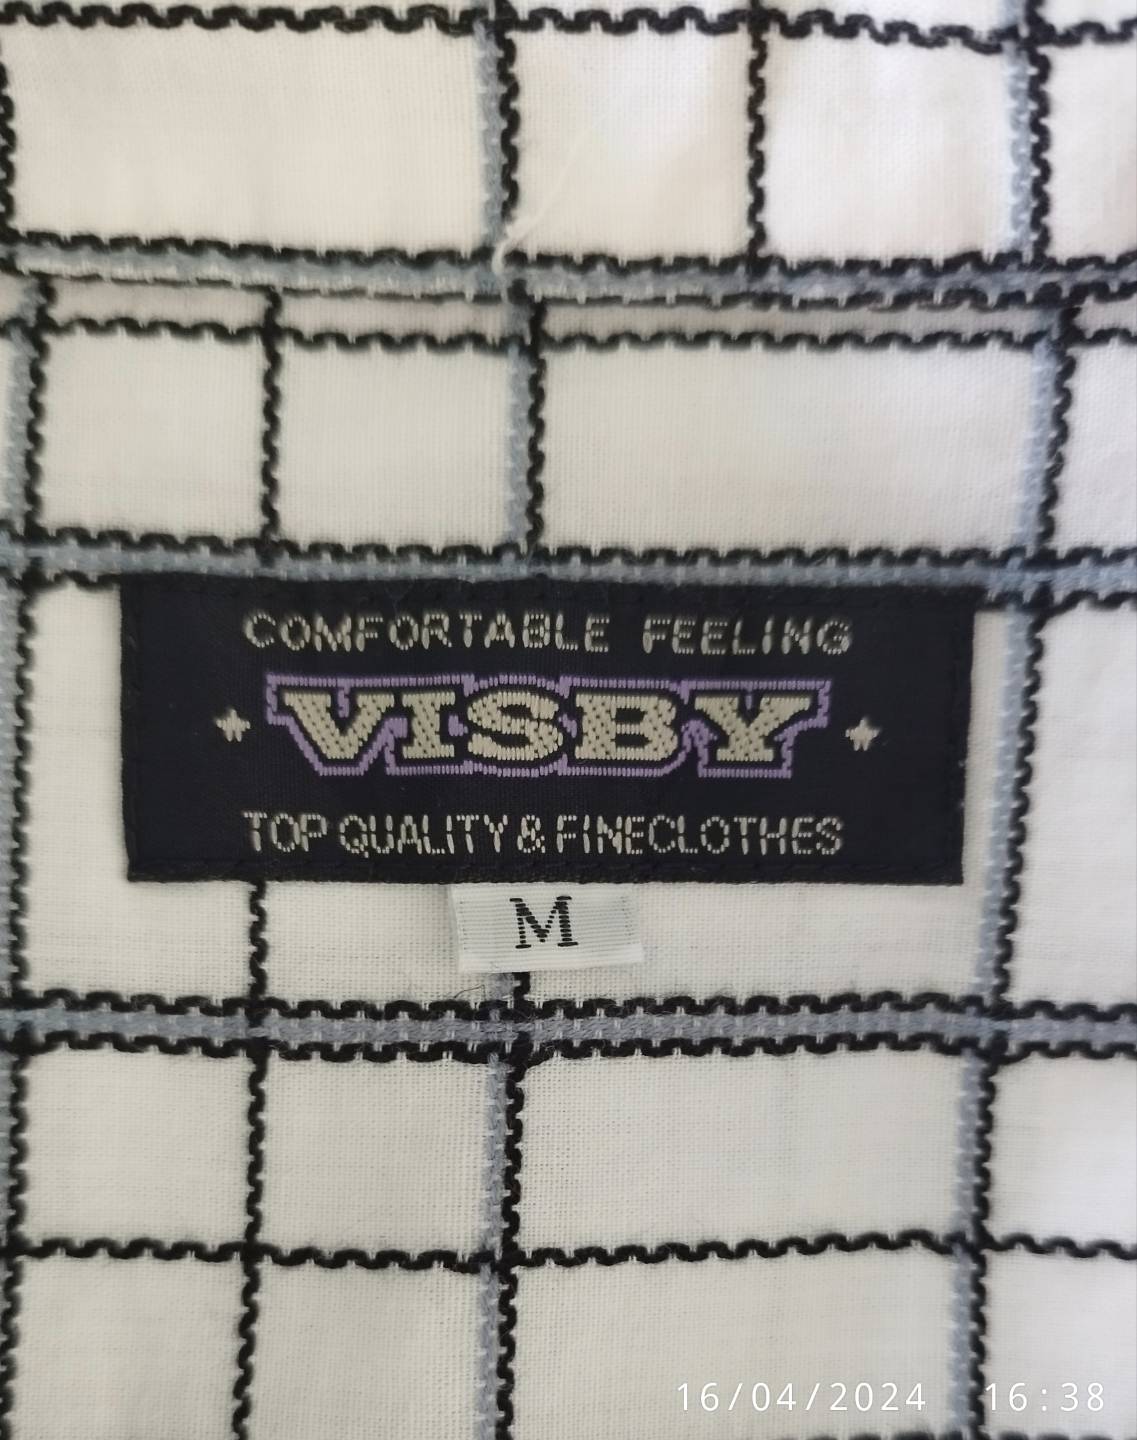 COMFORTABLE FEELING
VISBY
TOP QUALITY & FINECLOTHES
M
16/04/2024 16:38